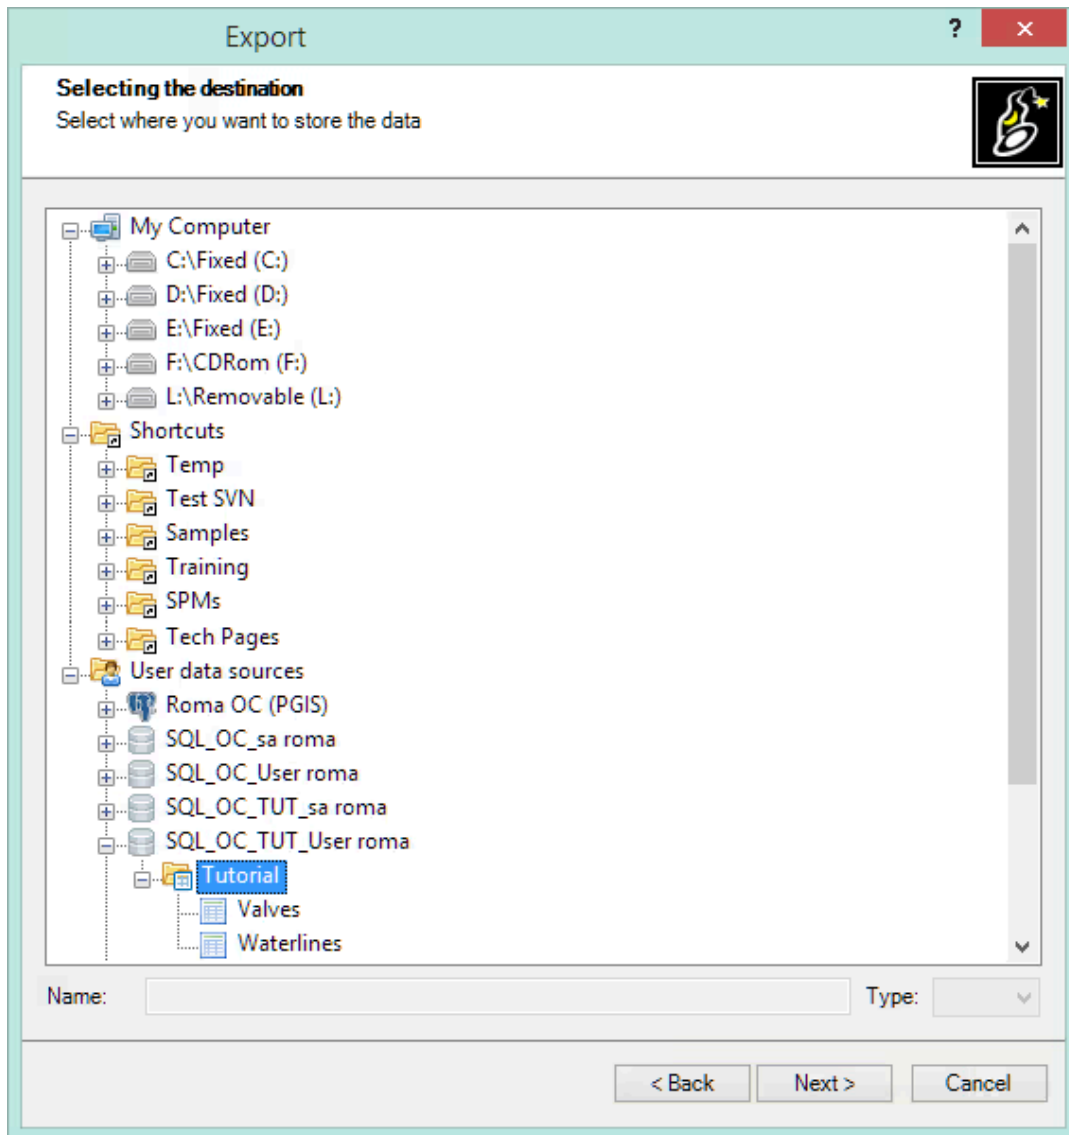 Export
?
Selecting the destination
Select where you want to store the data
My Computer
C:\Fixed (C:)
D:\Fixed (D:)
E:\Fixed (E:)
F:\CDRom (F:)
L:\Removable (L:)
Shortcuts
Temp
Test SVN
Samples
Training
SPMs
Tech Pages
User data sources
Roma OC (PGIS)
SQL_OC_sa roma
SQL_OC_User roma
SQL_OC_TUT_sa roma
SQL_OC_TUT_User roma
Tutorial
Valves
Waterlines
Name: Type:
< Back Next > Cancel